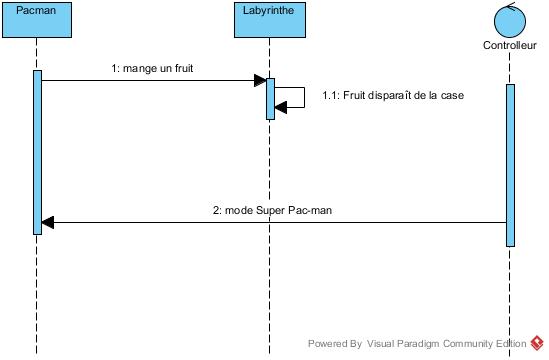 Pacman
Labyrinthe
Controlleur
1: mange un fruit
1.1: Fruit disparaît de la case
2: mode Super Pac-man
Powered By Visual Paradigm Community Edition